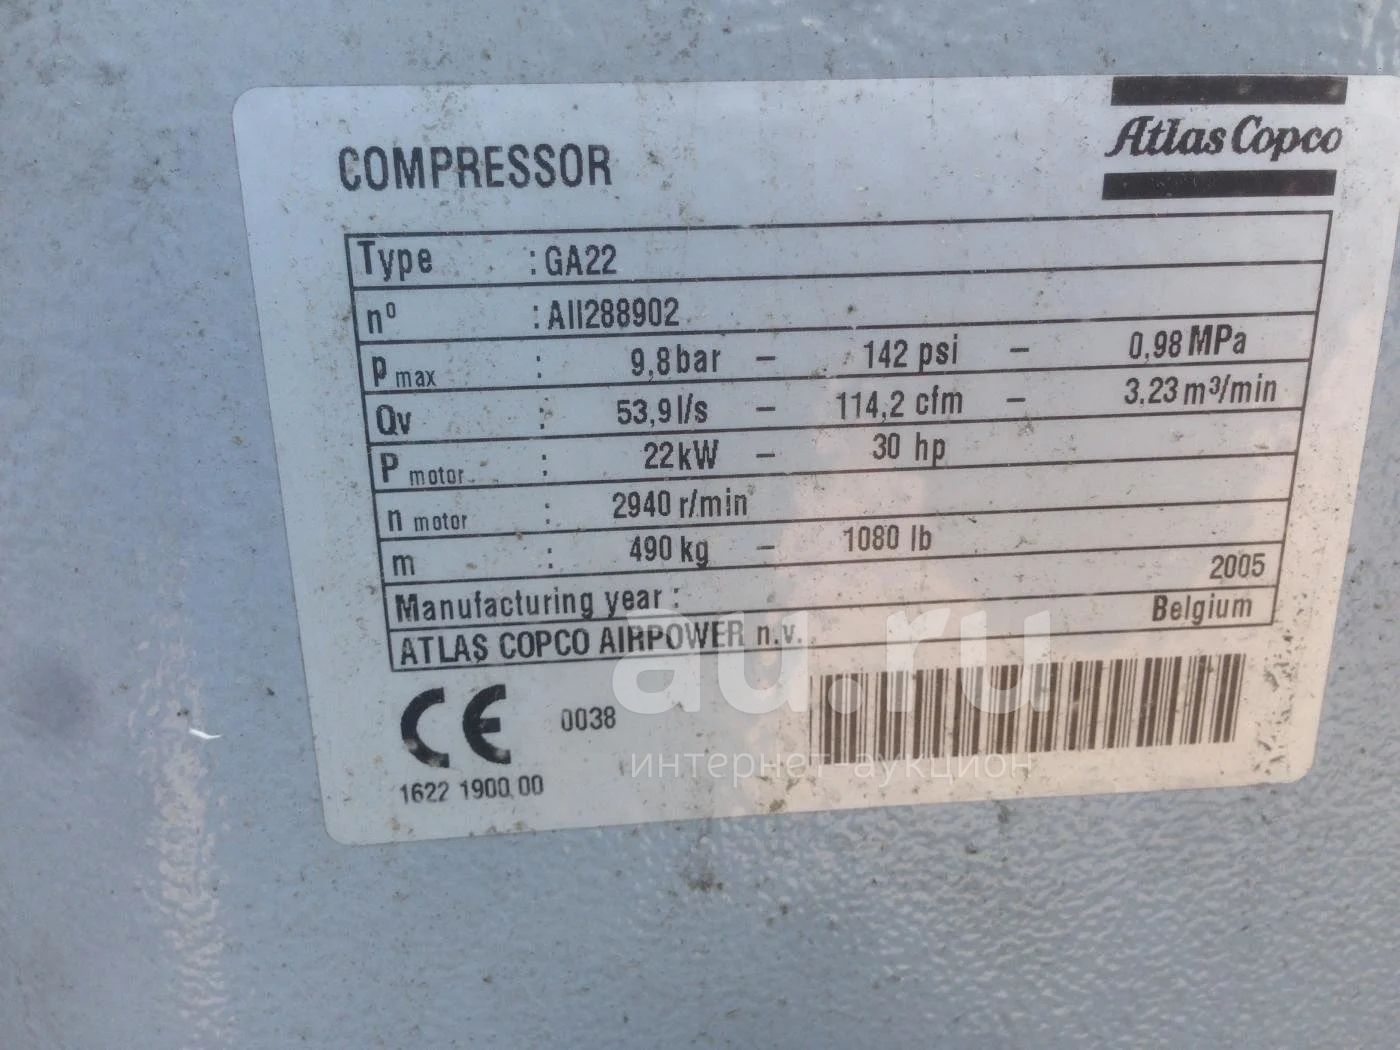 Atlas Copco
COMPRESSOR
Type : GA22
nº : AII288902
P max : 9,8 bar – 142 psi – 0,98 MPa
Qv : 53,9 l/s – 114,2 cfm – 3.23 m³/min
P motor : 22 kW – 30 hp
n motor : 2940 r/min
m : 490 kg – 1080 lb
Manufacturing year : 2005
ATLAS COPCO AIRPOWER n.v. Belgium
CE 0038
1622 1900 00
au.ru
интернет аукцион